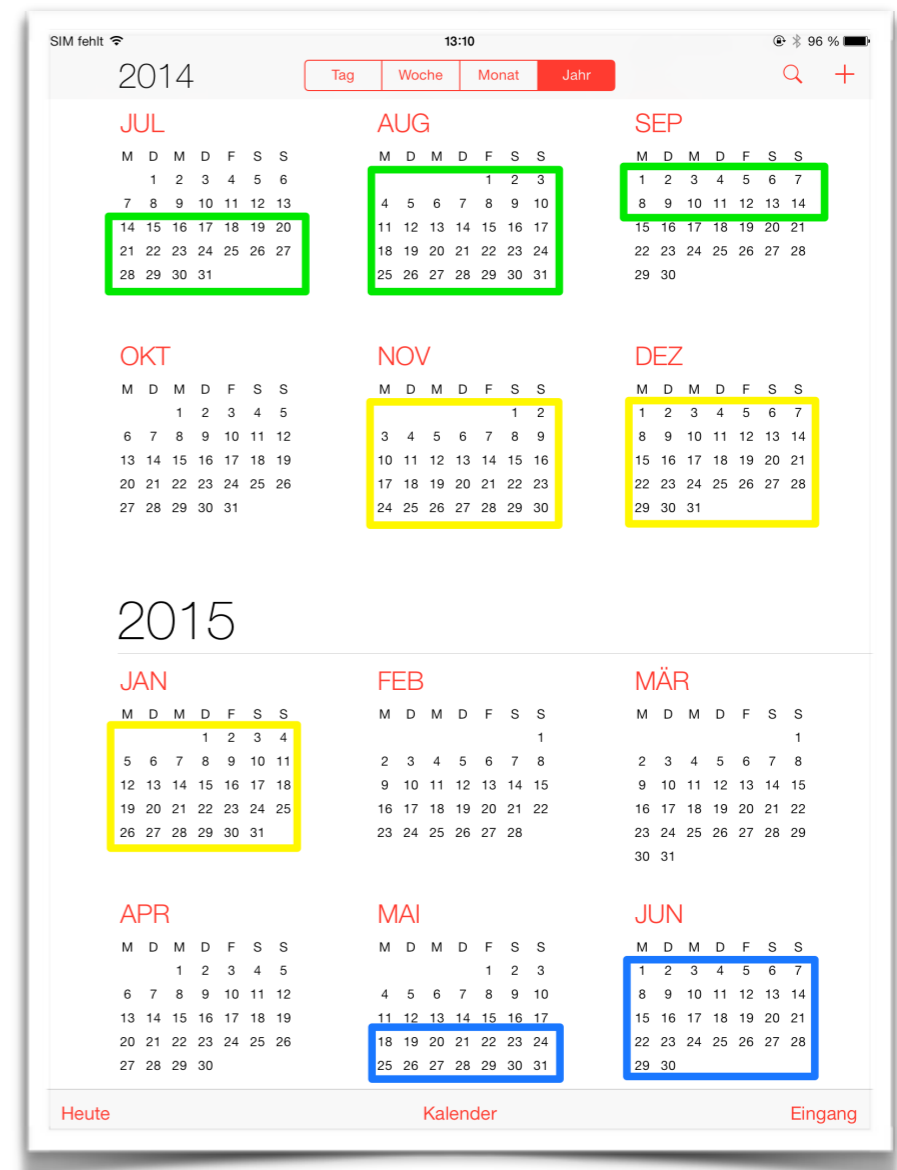 SIM fehlt 13:10 96 %
2014 Tag Woche Monat Jahr
JUL AUG SEP
M D M D F S S M D M D F S S M D M D F S S
1 2 3 4 5 6 1 2 3 1 2 3 4 5 6 7
7 8 9 10 11 12 13 4 5 6 7 8 9 10 8 9 10 11 12 13 14
14 15 16 17 18 19 20 11 12 13 14 15 16 17 15 16 17 18 19 20 21
21 22 23 24 25 26 27 18 19 20 21 22 23 24 22 23 24 25 26 27 28
28 29 30 31 25 26 27 28 29 30 31 29 30
OKT NOV DEZ
M D M D F S S M D M D F S S M D M D F S S
1 2 3 4 5 1 2 1 2 3 4 5 6 7
6 7 8 9 10 11 12 3 4 5 6 7 8 9 8 9 10 11 12 13 14
13 14 15 16 17 18 19 10 11 12 13 14 15 16 15 16 17 18 19 20 21
20 21 22 23 24 25 26 17 18 19 20 21 22 23 22 23 24 25 26 27 28
27 28 29 30 31 24 25 26 27 28 29 30 29 30 31
2015
JAN FEB MÄR
M D M D F S S M D M D F S S M D M D F S S
1 2 3 4 1 1
5 6 7 8 9 10 11 2 3 4 5 6 7 8 2 3 4 5 6 7 8
12 13 14 15 16 17 18 9 10 11 12 13 14 15 9 10 11 12 13 14 15
19 20 21 22 23 24 25 16 17 18 19 20 21 22 16 17 18 19 20 21 22
26 27 28 29 30 31 23 24 25 26 27 28 23 24 25 26 27 28 29
30 31
APR MAI JUN
M D M D F S S M D M D F S S M D M D F S S
1 2 3 4 5 1 2 3 1 2 3 4 5 6 7
6 7 8 9 10 11 12 4 5 6 7 8 9 10 8 9 10 11 12 13 14
13 14 15 16 17 18 19 11 12 13 14 15 16 17 15 16 17 18 19 20 21
20 21 22 23 24 25 26 18 19 20 21 22 23 24 22 23 24 25 26 27 28
27 28 29 30 25 26 27 28 29 30 31 29 30
Heute Kalender Eingang